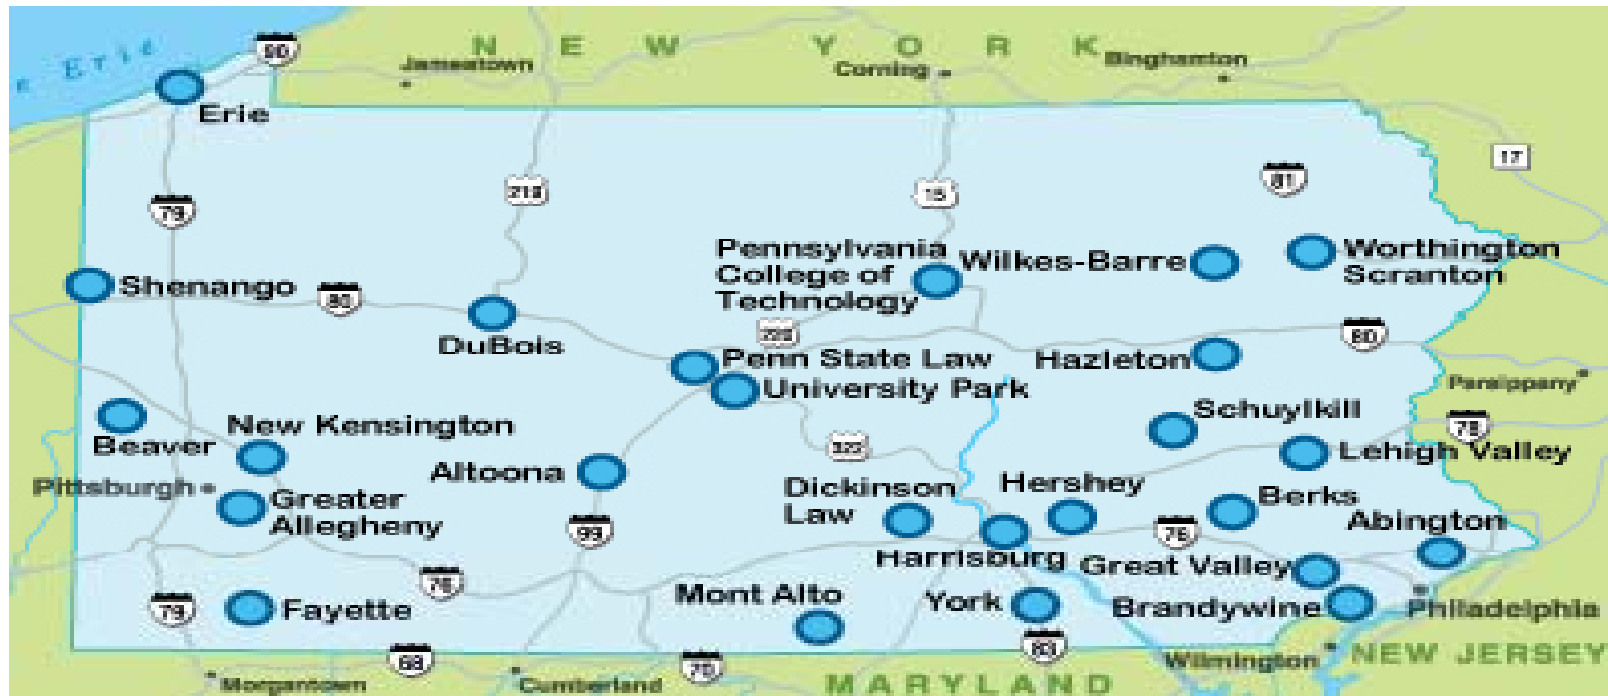 e Erie
90
N E W Y O R K
Jamestown
Corning
Binghamton
Erie
17
79
219
15
81
Pennsylvania
College of
Technology
Wilkes-Barre
Worthington
Scranton
Shenango
80
DuBois
220
80
Penn State Law
University Park
Hazleton
Parsippany
Beaver
New Kensington
Schuylkill
78
Altoona
322
Lehigh Valley
Pittsburgh
Greater
Allegheny
Dickinson
Law
Hershey
Berks
Abington
99
76
Harrisburg
Great Valley
76
79
Fayette
Mont Alto
York
Brandywine
Philadelphia
68
70
83
Wilmington
NEW JERSEY
Morgantown
Cumberland
MARYLAND